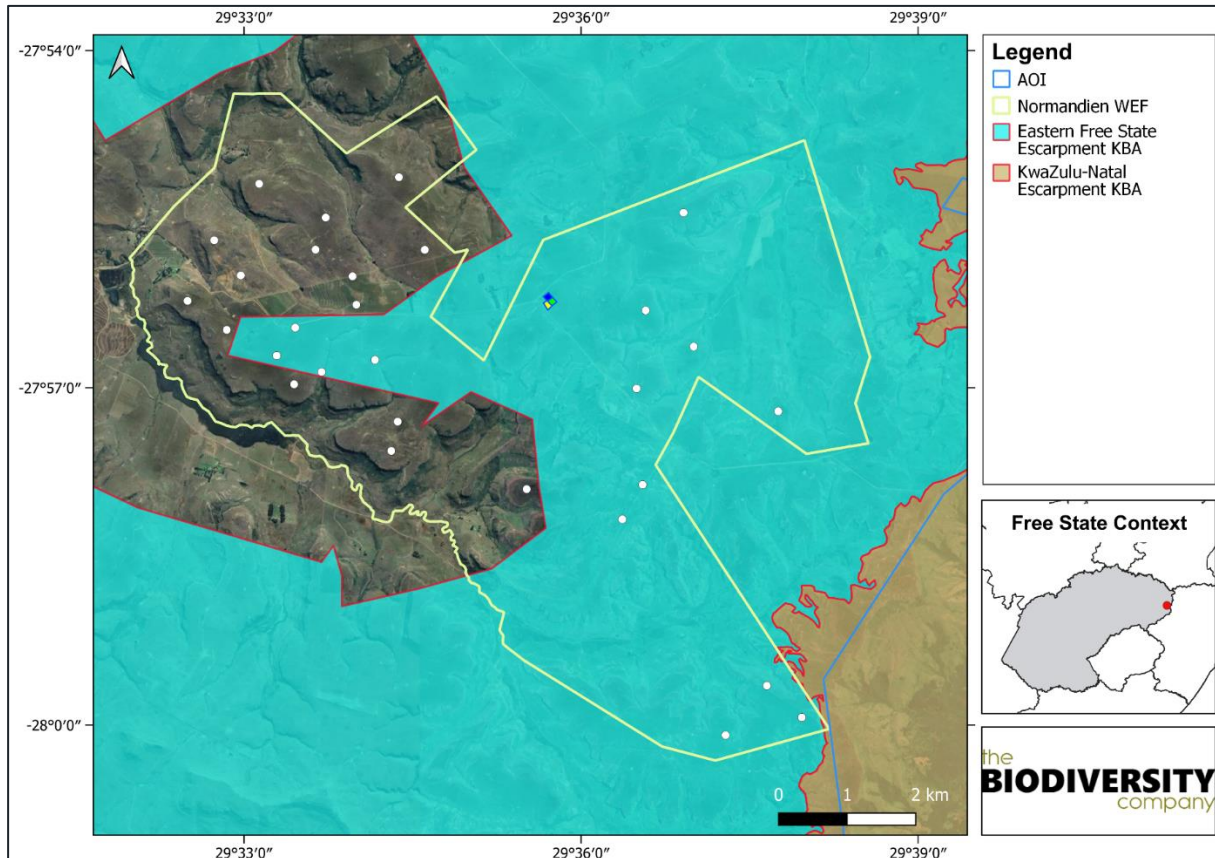 29°33′0″ 29°36′0″ 29°39′0″
-27°54′0″
-27°57′0″
-28°0′0″
0 1 2 km
29°33′0″ 29°36′0″ 29°39′0″
Legend
AOI
Normandien WEF
Eastern Free State
Escarpment KBA
KwaZulu-Natal
Escarpment KBA
Free State Context
the
BIODIVERSITY
company